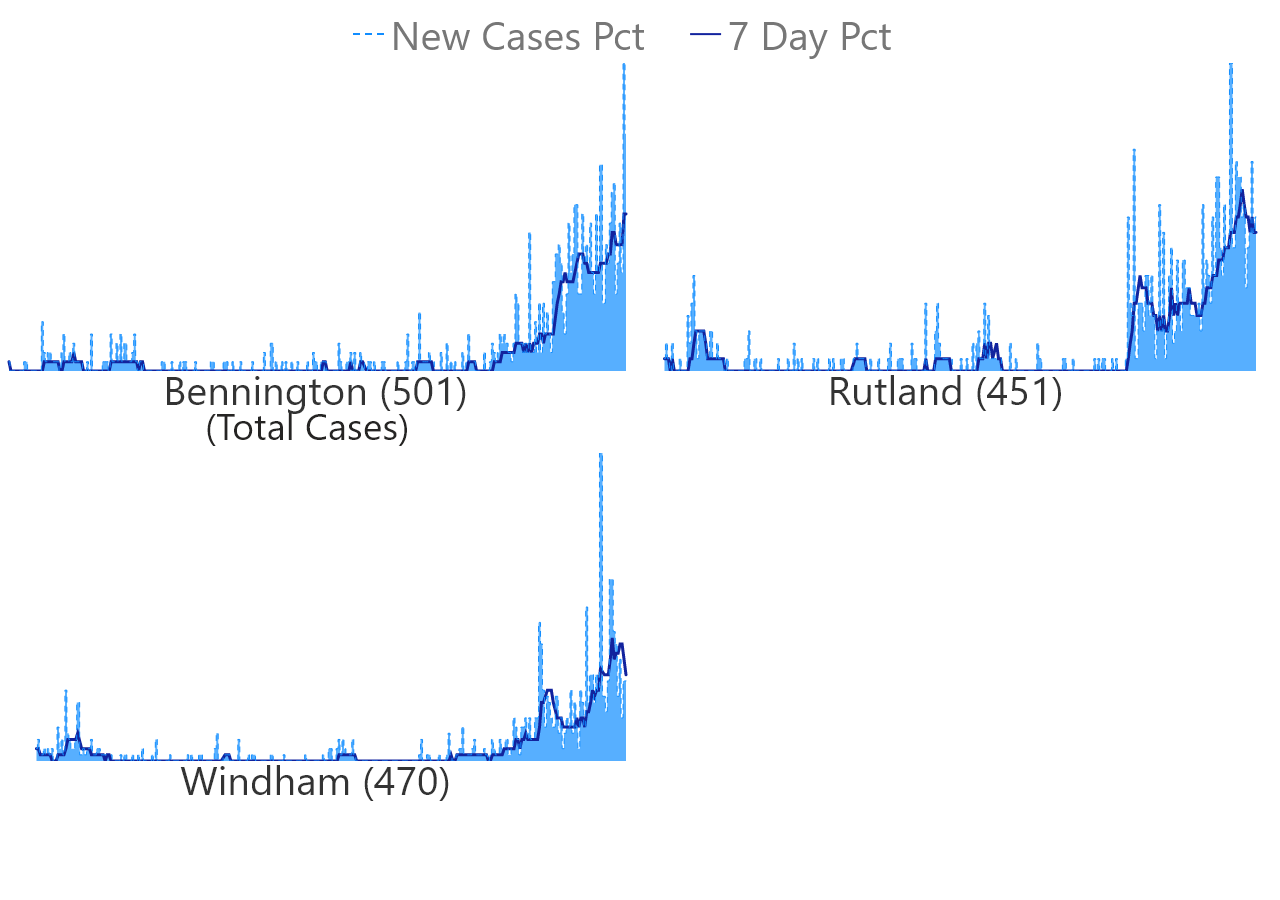 New Cases Pct 7 Day Pct
Bennington (501)
(Total Cases)
Rutland (451)
Windham (470)